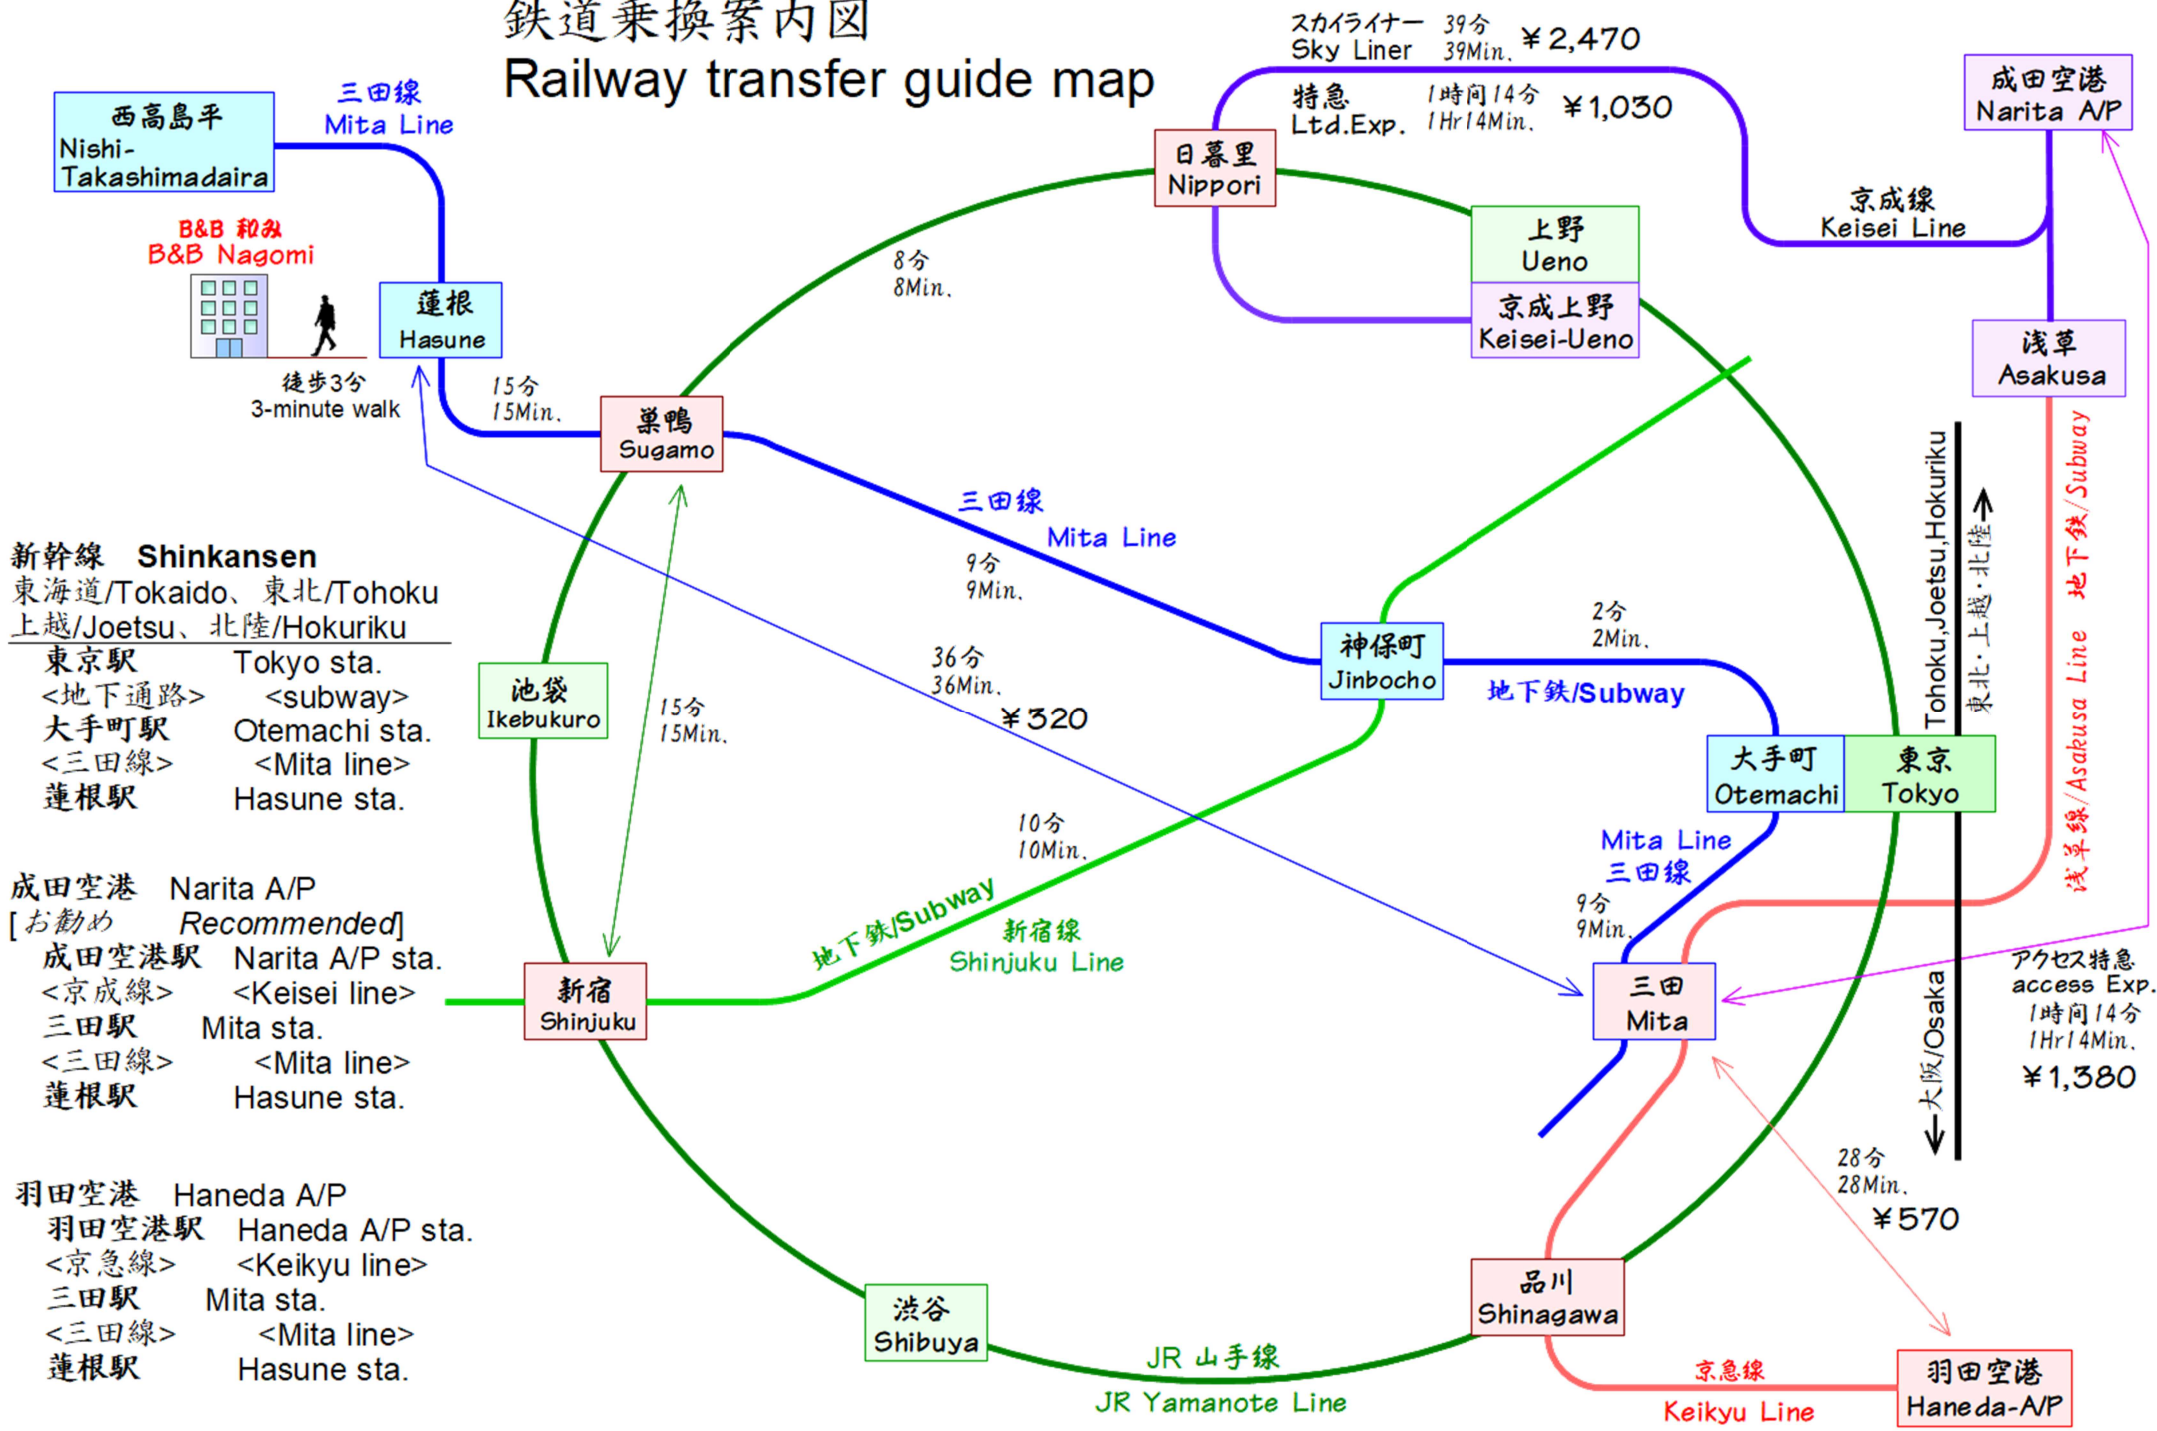 鉄道乗換案内図
Railway transfer guide map
スカイライナー 39分
Sky Liner 39Min. ¥2,470
特急 1時間14分
Ltd.Exp. 1Hr14Min. ¥1,030
成田空港
Narita A/P
西高島平
Nishi-
Takashimadaira
三田線
Mita Line
日暮里
Nippori
京成線
Keisei Line
上野
Ueno
京成上野
Keisei-Ueno
B&B 和み
B&B Nagomi
8分
8Min.
蓮根
Hasune
徒歩3分
3-minute walk
15分
15Min.
浅草
Asakusa
巣鴨
Sugamo
三田線
Mita Line
9分
9Min.
新幹線 Shinkansen
東海道/Tokaido、東北/Tohoku
上越/Joetsu、北陸/Hokuriku
東京駅 Tokyo sta.
<地下通路> <subway>
大手町駅 Otemachi sta.
<三田線> <Mita line>
蓮根駅 Hasune sta.
池袋
Ikebukuro
15分
15Min.
36分
36Min.
¥320
神保町
Jinbocho
2分
2Min.
地下鉄/Subway
大手町
Otemachi
東京
Tokyo
Tohoku,Joetsu,Hokuriku
東北・上越・北陸→
浅草線/Asakusa Line 地下鉄/Subway
10分
10Min.
Mita Line
三田線
9分
9Min.
成田空港 Narita A/P
[お勧め Recommended]
成田空港駅 Narita A/P sta.
<京成線> <Keisei line>
三田駅 Mita sta.
<三田線> <Mita line>
蓮根駅 Hasune sta.
地下鉄/Subway
新宿線
Shinjuku Line
新宿
Shinjuku
三田
Mita
←大阪/Osaka
アクセス特急
access Exp.
1時間14分
1Hr14Min.
¥1,380
28分
28Min.
¥570
羽田空港 Haneda A/P
羽田空港駅 Haneda A/P sta.
<京急線> <Keikyu line>
三田駅 Mita sta.
<三田線> <Mita line>
蓮根駅 Hasune sta.
渋谷
Shibuya
品川
Shinagawa
JR 山手線
JR Yamanote Line
京急線
Keikyu Line
羽田空港
Haneda-A/P